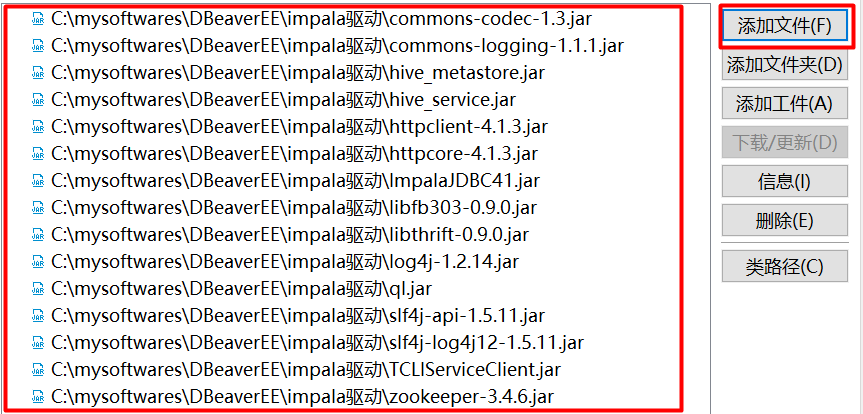 C:\mysoftwares\DBeaverEE\impala驱动\commons-codec-1.3.jar
C:\mysoftwares\DBeaverEE\impala驱动\commons-logging-1.1.1.jar
C:\mysoftwares\DBeaverEE\impala驱动\hive_metastore.jar
C:\mysoftwares\DBeaverEE\impala驱动\hive_service.jar
C:\mysoftwares\DBeaverEE\impala驱动\httpclient-4.1.3.jar
C:\mysoftwares\DBeaverEE\impala驱动\httpcore-4.1.3.jar
C:\mysoftwares\DBeaverEE\impala驱动\ImpalaJDBC41.jar
C:\mysoftwares\DBeaverEE\impala驱动\libfb303-0.9.0.jar
C:\mysoftwares\DBeaverEE\impala驱动\libthrift-0.9.0.jar
C:\mysoftwares\DBeaverEE\impala驱动\log4j-1.2.14.jar
C:\mysoftwares\DBeaverEE\impala驱动\ql.jar
C:\mysoftwares\DBeaverEE\impala驱动\slf4j-api-1.5.11.jar
C:\mysoftwares\DBeaverEE\impala驱动\slf4j-log4j12-1.5.11.jar
C:\mysoftwares\DBeaverEE\impala驱动\TCLIServiceClient.jar
C:\mysoftwares\DBeaverEE\impala驱动\zookeeper-3.4.6.jar
添加文件(F)
添加文件夹(D)
添加工件(A)
下载/更新(D)
信息(I)
删除(E)
类路径(C)